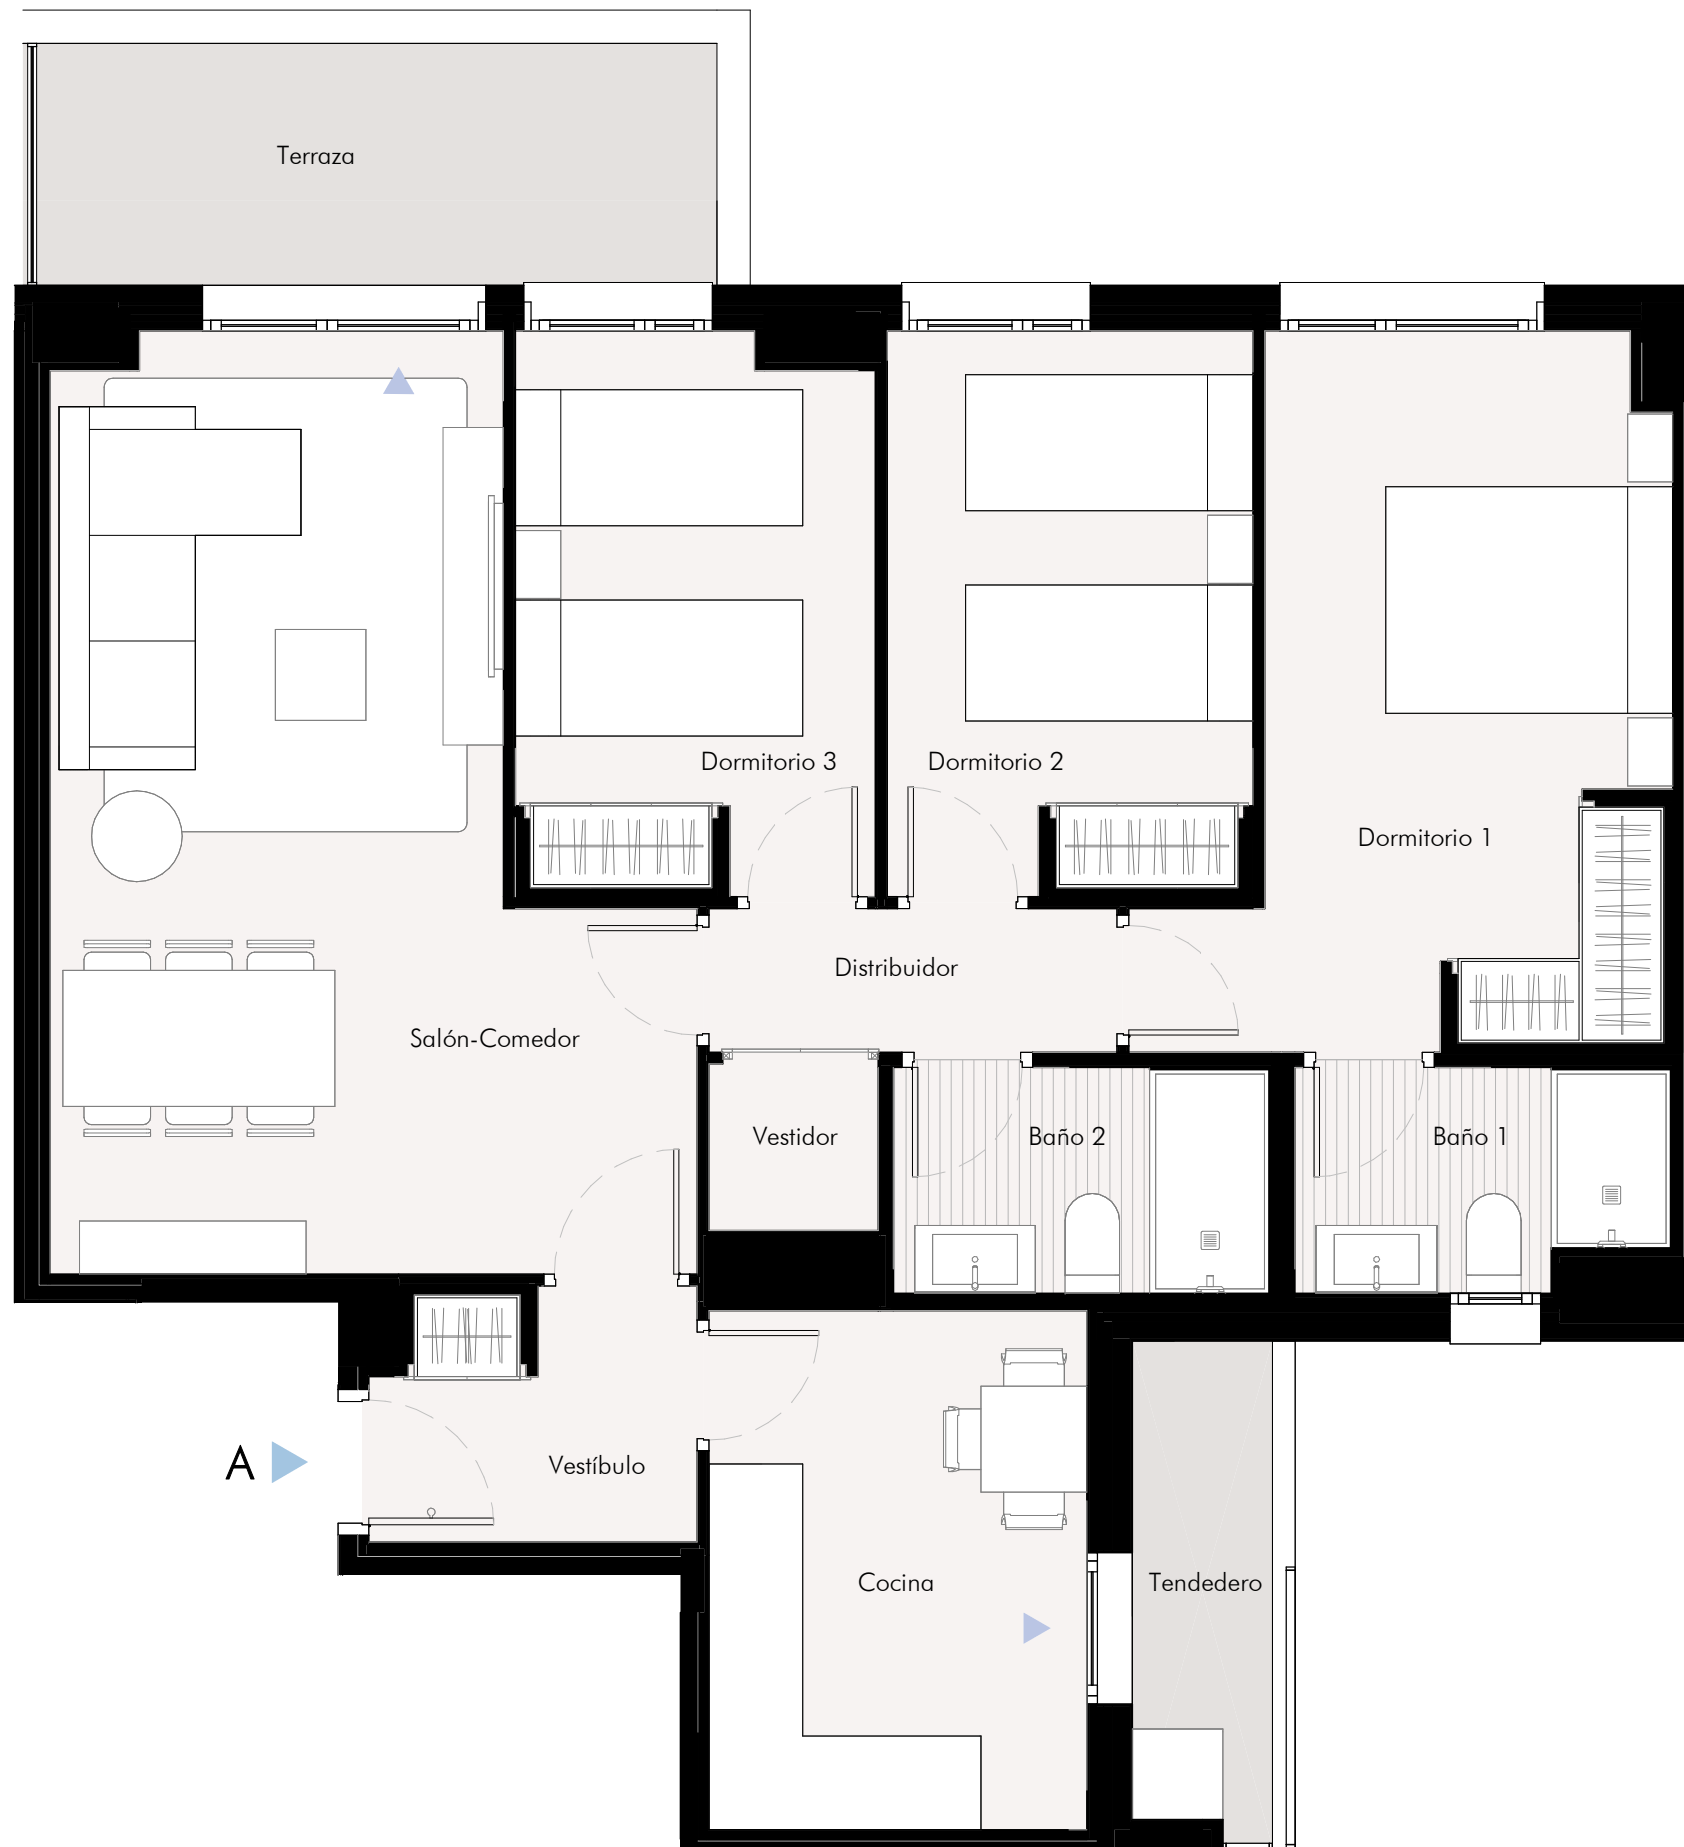 Terraza
Dormitorio 3
Dormitorio 2
Dormitorio 1
Distribuidor
Salón-Comedor
Vestidor
Baño 2
Baño 1
A
Vestíbulo
Cocina
Tendedero